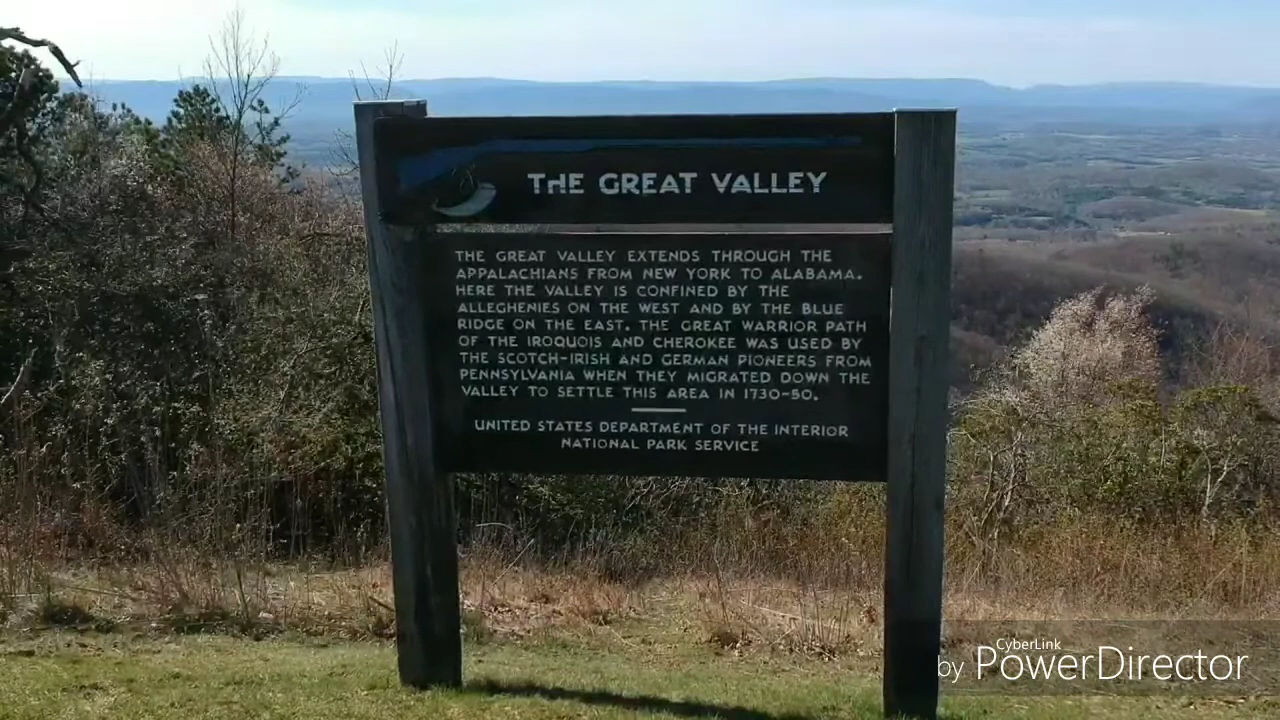 THE GREAT VALLEY
THE GREAT VALLEY EXTENDS THROUGH THE
APPALACHIANS FROM NEW YORK TO ALABAMA.
HERE THE VALLEY IS CONFINED BY THE
ALLEGHENIES ON THE WEST AND BY THE BLUE
RIDGE ON THE EAST. THE GREAT WARRIOR PATH
OF THE IROQUOIS AND CHEROKEE WAS USED BY
THE SCOTCH-IRISH AND GERMAN PIONEERS FROM
PENNSYLVANIA WHEN THEY MIGRATED DOWN THE
VALLEY TO SETTLE THIS AREA IN 1730-50.
UNITED STATES DEPARTMENT OF THE INTERIOR
NATIONAL PARK SERVICE
CyberLink
by PowerDirector